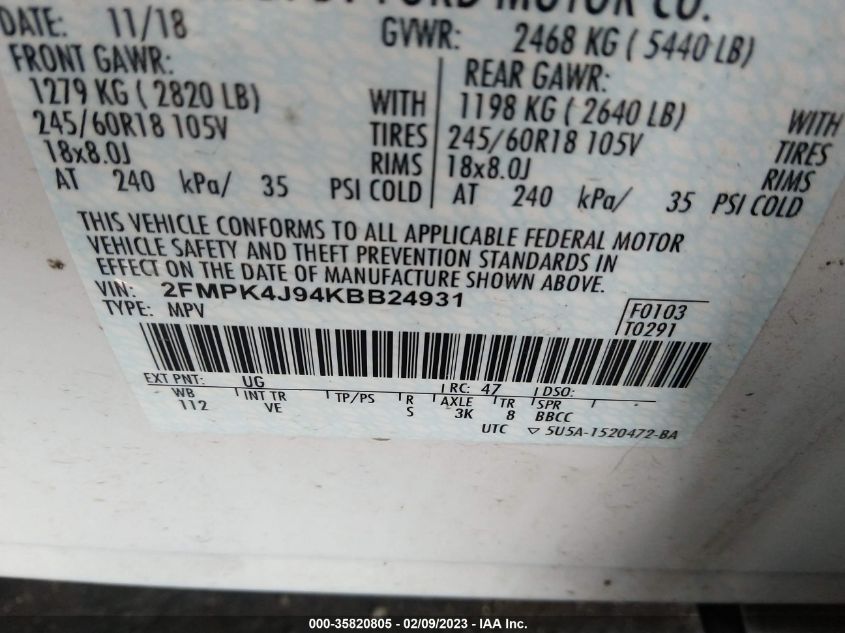 FORD MOTOR CO.
DATE: 11/18 GVWR: 2468 KG ( 5440 LB)
FRONT GAWR: REAR GAWR:
1279 KG ( 2820 LB) WITH 1198 KG ( 2640 LB) WITH
245/60R18 105V TIRES 245/60R18 105V TIRES
18x8.0J RIMS 18x8.0J RIMS
AT 240 kPa/ 35 PSI COLD AT 240 kPa/ 35 PSI COLD
THIS VEHICLE CONFORMS TO ALL APPLICABLE FEDERAL MOTOR
VEHICLE SAFETY AND THEFT PREVENTION STANDARDS IN
EFFECT ON THE DATE OF MANUFACTURE SHOWN ABOVE.
VIN: 2FMPK4J94KBB24931
TYPE: MPV
F0103
T0291
EXT PNT: UG RC: 47 DSO:
WB INT TR TP/PS R AXLE TR SPR
112 VE S 3K 8 BBCC
UTC ▽ 5U5A-1520472-BA
000-35820805 - 02/09/2023 - © IAA, Inc.